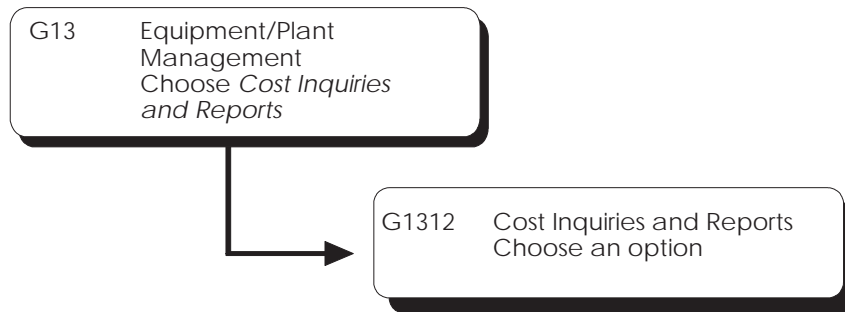 G13 Equipment/Plant
Management
Choose Cost Inquiries
and Reports
G1312 Cost Inquiries and Reports
Choose an option